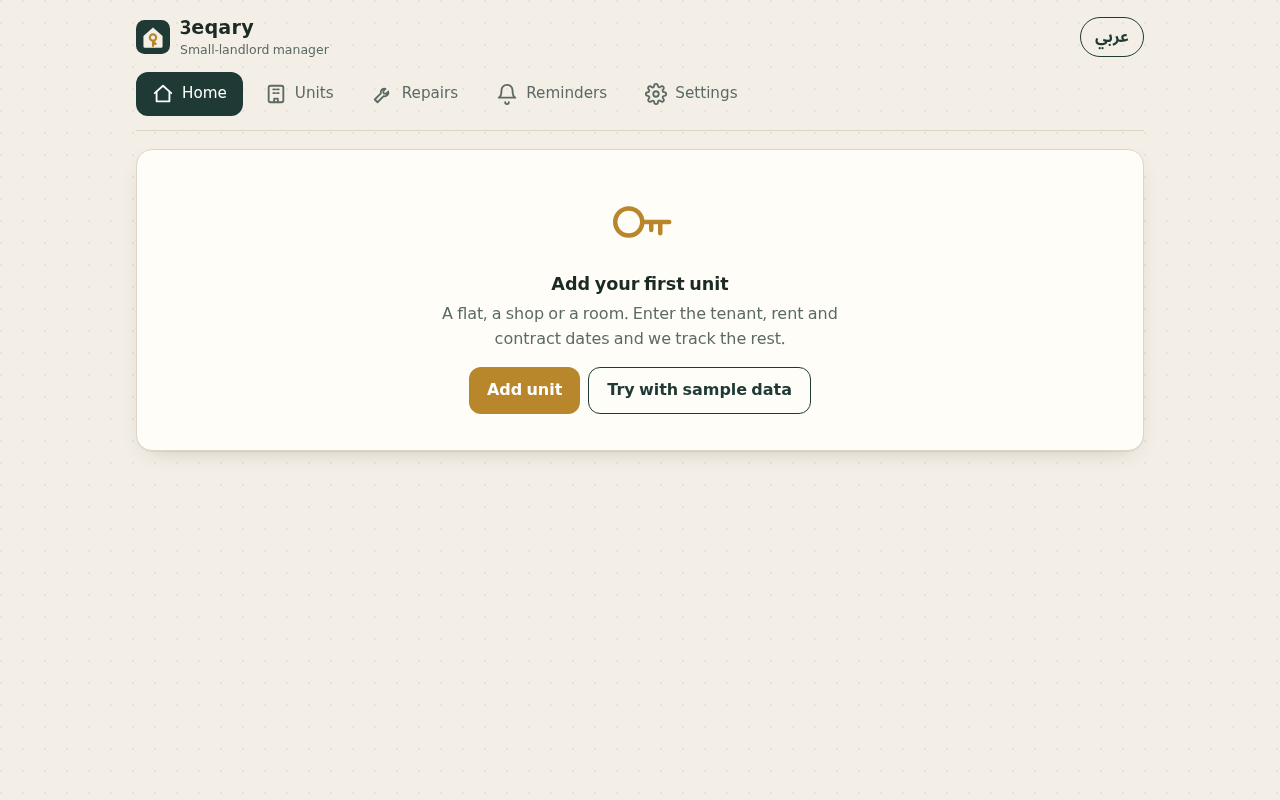 3eqary
Small-landlord manager
عربي
Home
Units
Repairs
Reminders
Settings
Add your first unit
A flat, a shop or a room. Enter the tenant, rent and
contract dates and we track the rest.
Add unit
Try with sample data